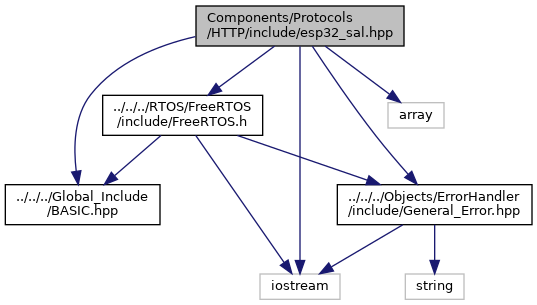 Components/Protocols
/HTTP/include/esp32_sal.hpp
../../../RTOS/FreeRTOS
/include/FreeRTOS.h
array
../../../Global_Include
/BASIC.hpp
../../../Objects/ErrorHandler
/include/General_Error.hpp
iostream
string